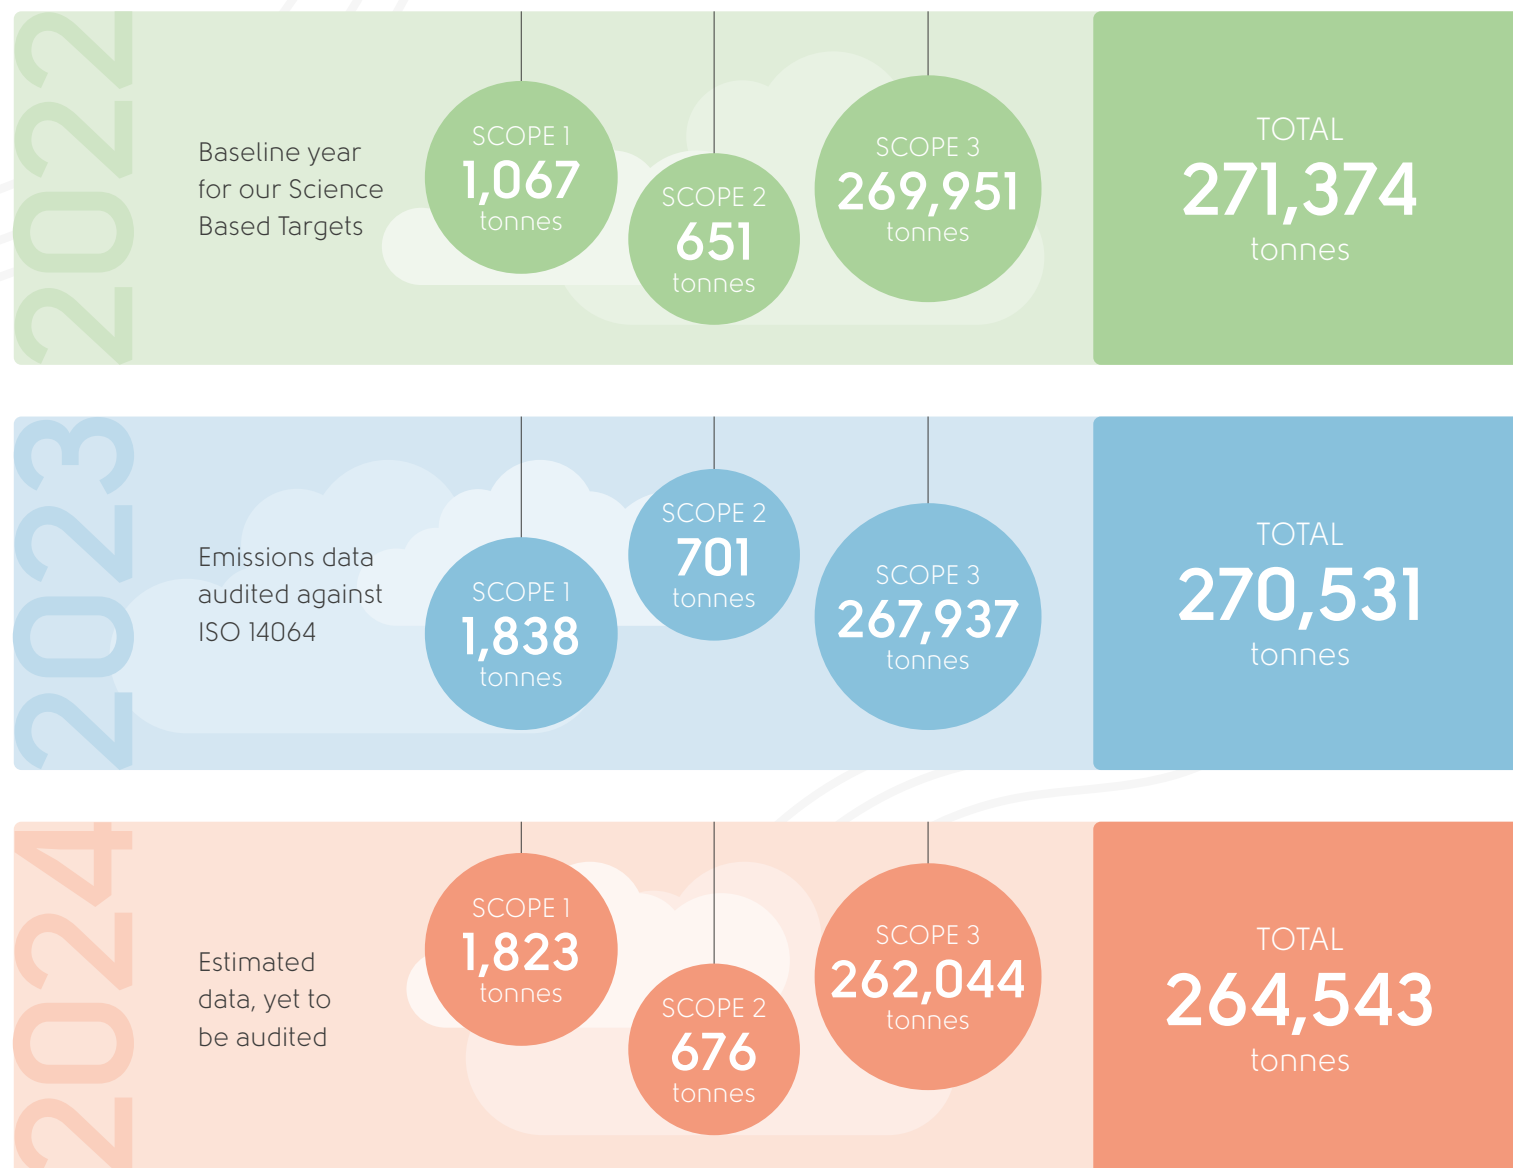 2022
Baseline year
for our Science
Based Targets
SCOPE 1
1,067
tonnes
SCOPE 2
651
tonnes
SCOPE 3
269,951
tonnes
TOTAL
271,374
tonnes
2023
Emissions data
audited against
ISO 14064
SCOPE 1
1,838
tonnes
SCOPE 2
701
tonnes
SCOPE 3
267,937
tonnes
TOTAL
270,531
tonnes
2024
Estimated
data, yet to
be audited
SCOPE 1
1,823
tonnes
SCOPE 2
676
tonnes
SCOPE 3
262,044
tonnes
TOTAL
264,543
tonnes